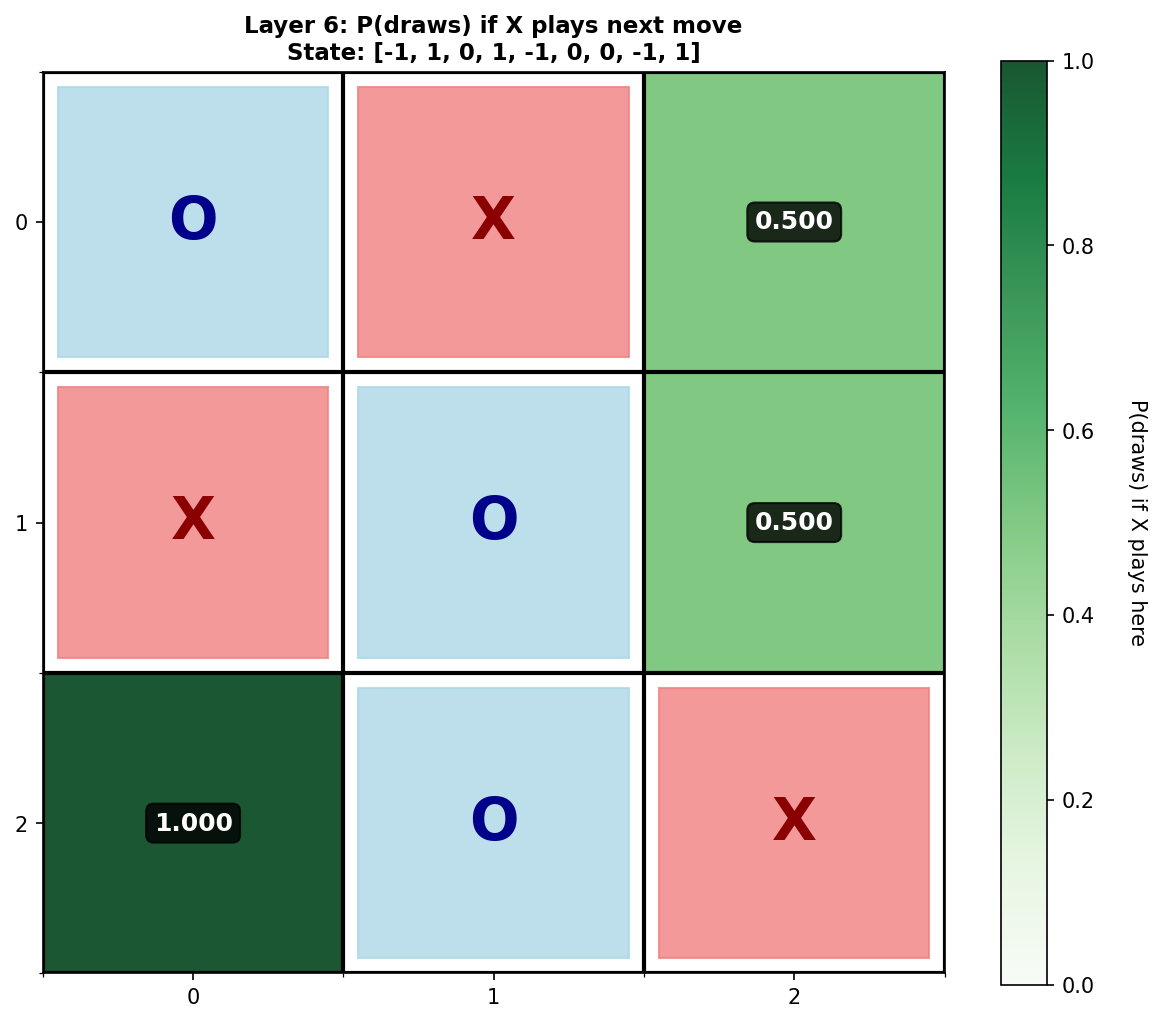 Layer 6: P(draws) if X plays next move
State: [-1, 1, 0, 1, -1, 0, 0, -1, 1]
0
O
X
0.500
1
X
O
0.500
2
1.000
O
X
0
1
2
1.0
0.8
0.6
0.4
0.2
0.0
P(draws) if X plays here